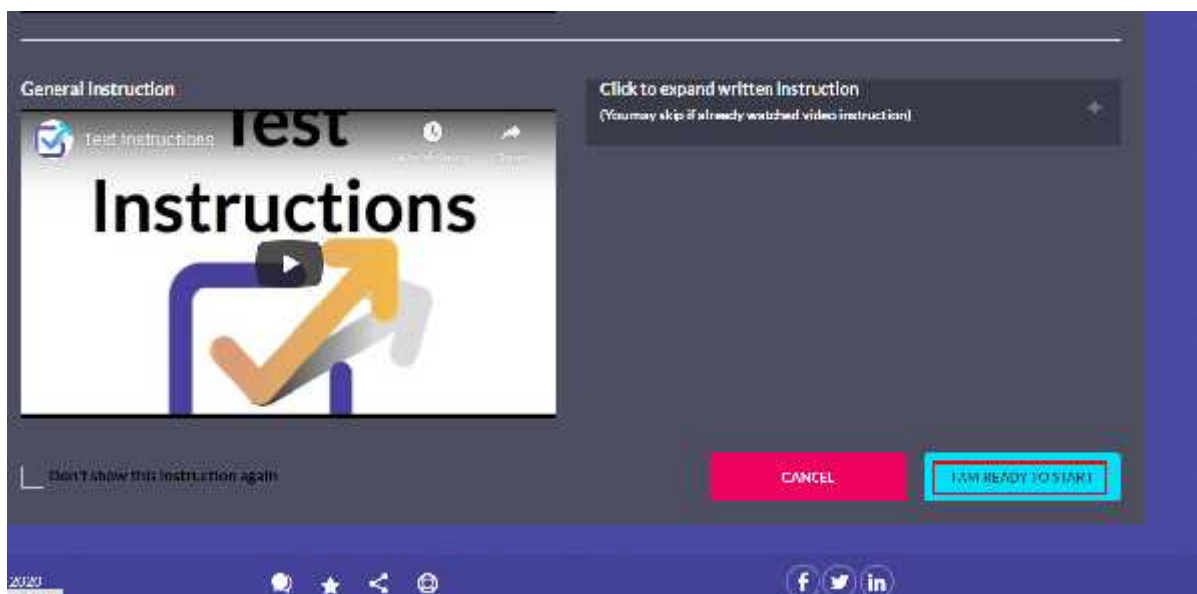 General Instruction
Click to expand written Instruction
(You may skip if already watched video instruction)
Test Instructions
Test
Instructions
Don't show this instruction again
CANCEL
I AM READY TO START
2020